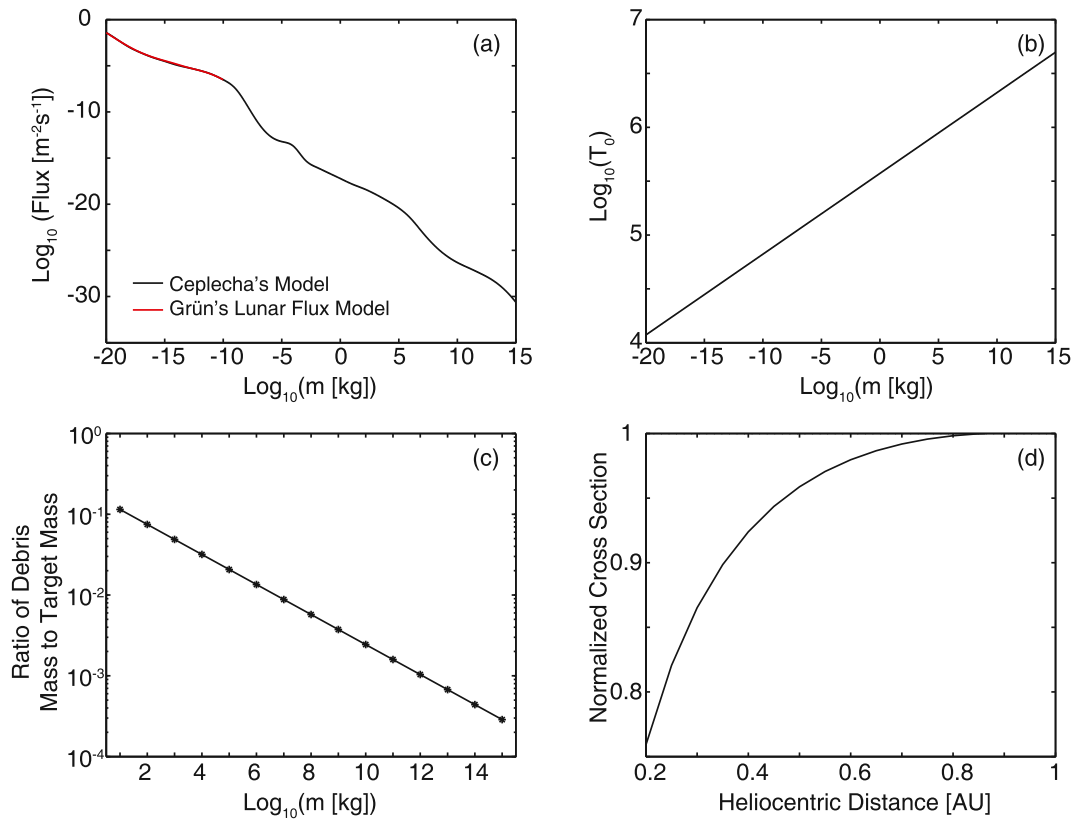 (a)
Log10 (Flux [m-2s-1])
0
-10
-20
-30
Ceplecha's Model
Grün's Lunar Flux Model
-20 -15 -10 -5 0 5 10 15
Log10(m [kg])
(b)
Log10(T0)
7
6
5
4
-20 -15 -10 -5 0 5 10 15
Log10(m [kg])
(c)
Ratio of Debris
Mass to Target Mass
10^0
10^-1
10^-2
10^-3
10^-4
2 4 6 8 10 12 14
Log10(m [kg])
(d)
Normalized Cross Section
1
0.9
0.8
0.2 0.4 0.6 0.8 1
Heliocentric Distance [AU]